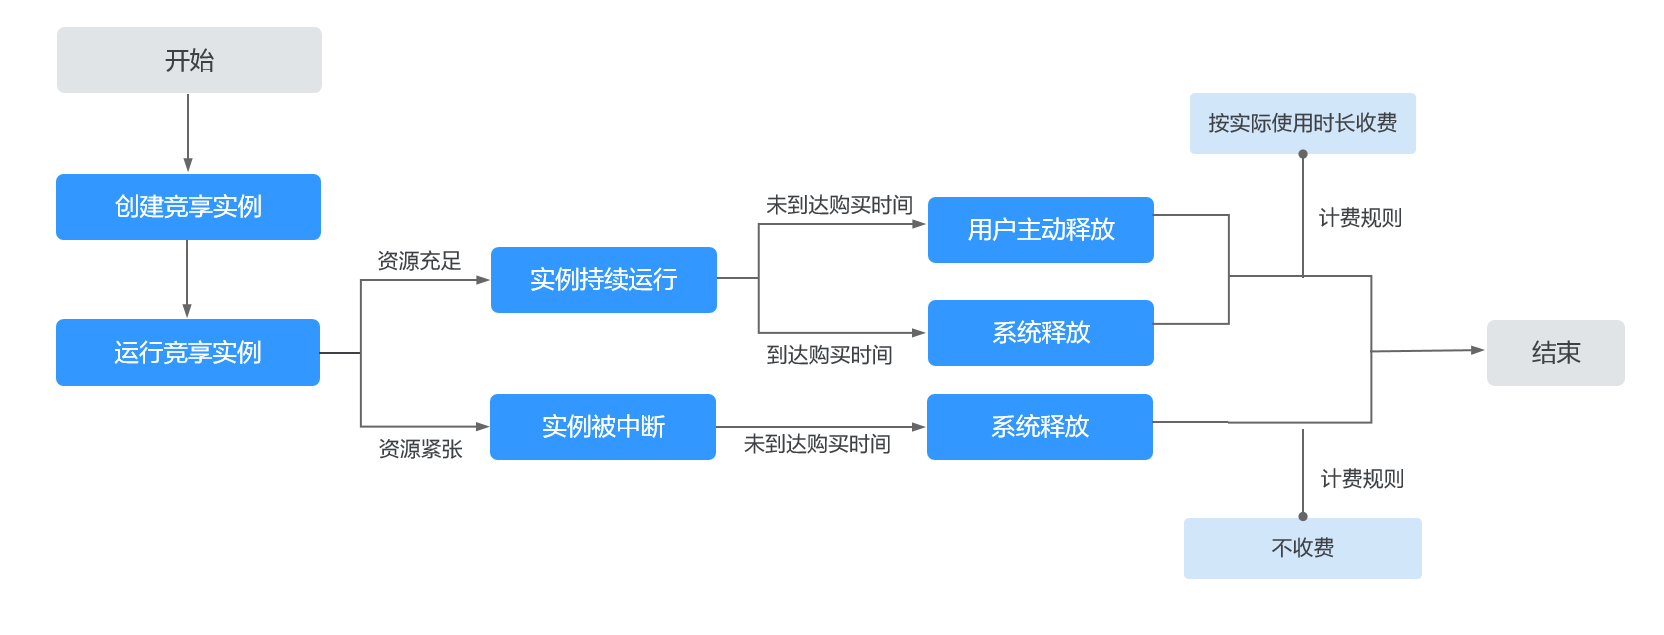 开始
创建竞享实例
运行竞享实例
资源充足
资源紧张
实例持续运行
实例被中断
未到达购买时间
到达购买时间
未到达购买时间
用户主动释放
系统释放
系统释放
按实际使用时长收费
计费规则
计费规则
不收费
结束